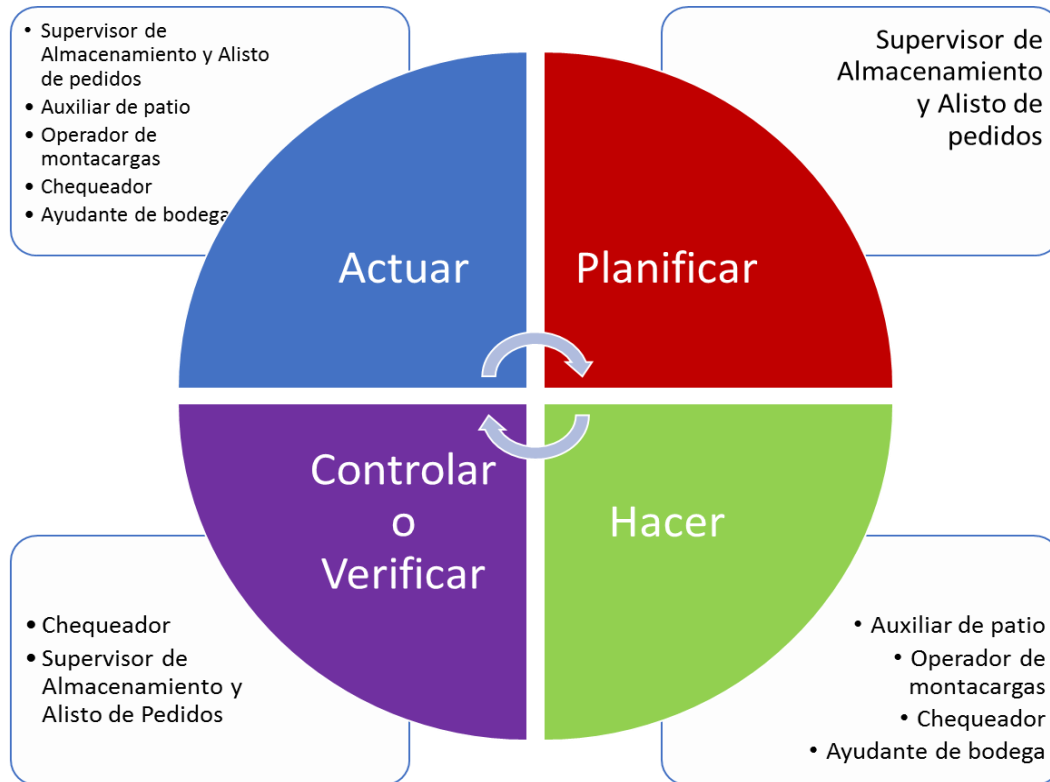 • Supervisor de
Almacenamiento y Alisto
de pedidos
• Auxiliar de patio
• Operador de
montacargas
• Chequeador
• Ayudante de bodega
Supervisor de
Almacenamiento
y Alisto de
pedidos
Actuar
Planificar
Controlar
o
Verificar
Hacer
• Chequeador
• Supervisor de
Almacenamiento y
Alisto de Pedidos
• Auxiliar de patio
• Operador de
montacargas
• Chequeador
• Ayudante de bodega